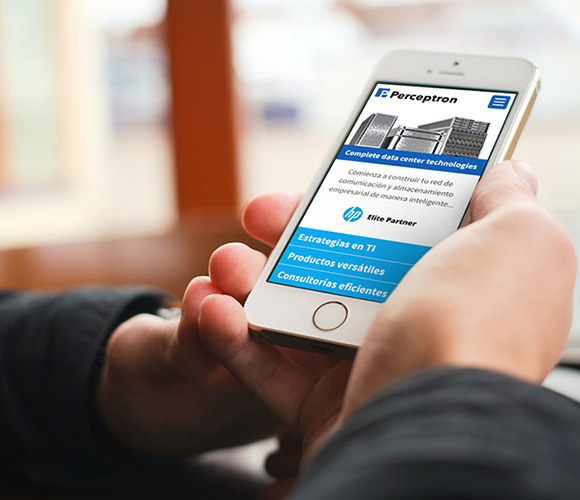 Perceptron
Complete data center technologies
Comienza a construir tu red de
comunicación y almacenamiento
empresarial de manera inteligente...
hp Elite Partner
Estrategias en TI
Productos versátiles
Consultorías eficientes